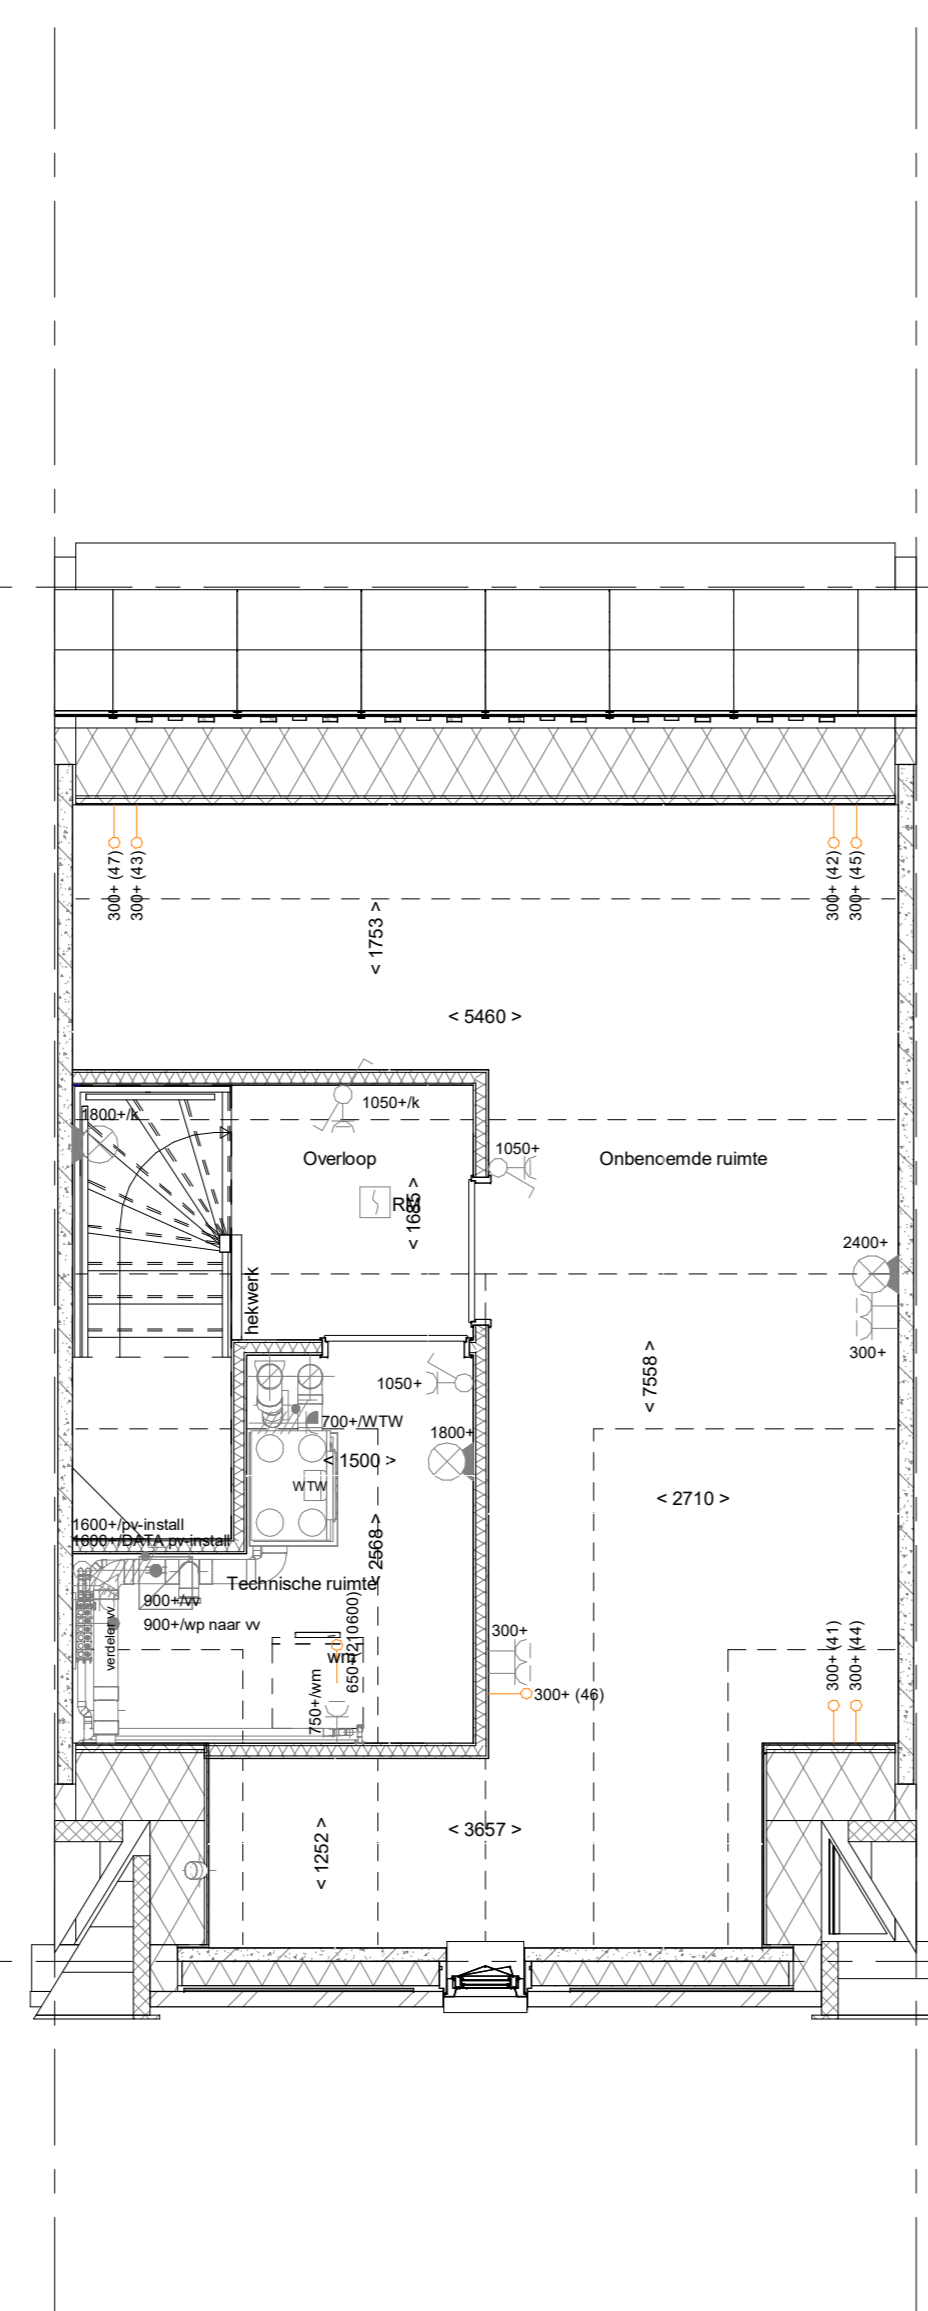 300+ (47)
300+ (43)
300+ (42)
300+ (45)
< 1753 >
< 5460 >
1800+/k
1050+/k
Overloop
1050+
Onbenoemde ruimte
RM
< 1685 >
2400+
hekwerk
300+
< 7558 >
1050+
700+/WTW
1800+
< 1500 >
WTW
< 2710 >
1600+/pv-install
1600+/DATA pv-install
< 2568 >
Technische ruimte
900+/vv
900+/wp naar vv
verdeler vv
300+
wm
650+(210600)
750+/wm
300+ (46)
300+ (41)
300+ (44)
< 3657 >
< 1252 >